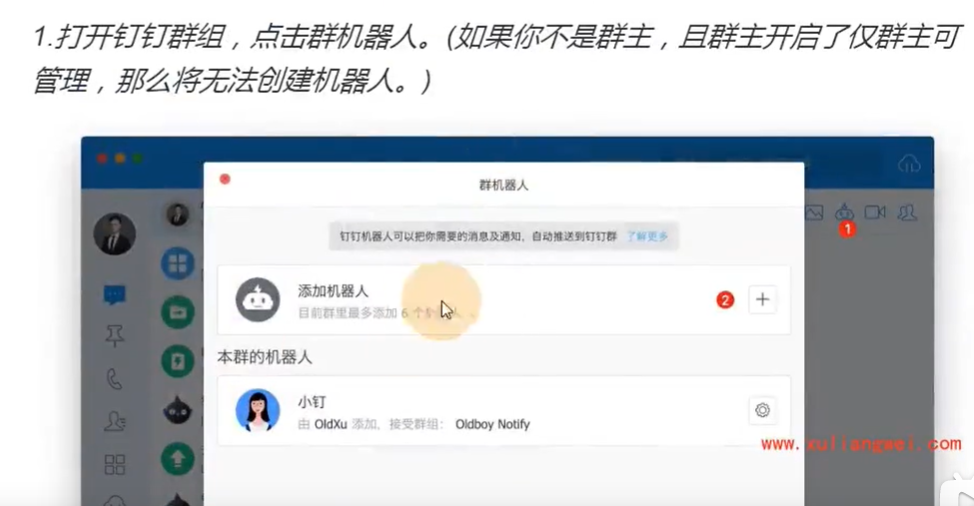 1.打开钉钉群组，点击群机器人。(如果你不是群主，且群主开启了仅群主可
管理，那么将无法创建机器人。)
群机器人
钉钉机器人可以把你需要的消息及通知，自动推送到钉钉群 了解更多
1
添加机器人
目前群里最多添加 6 个
2
本群的机器人
小钉
由 OldXu 添加，接受群组： Oldboy Notify
www.xuliangwei.com